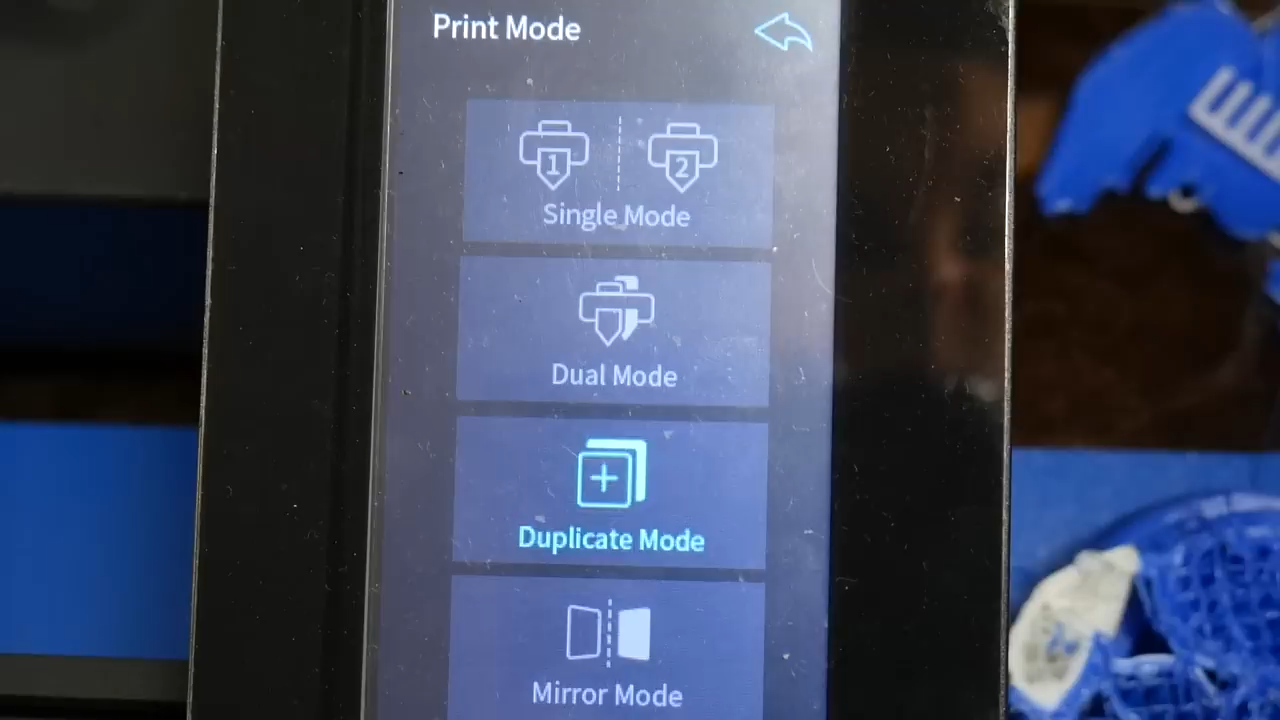 Print Mode
1 2
Single Mode
Dual Mode
Duplicate Mode
Mirror Mode